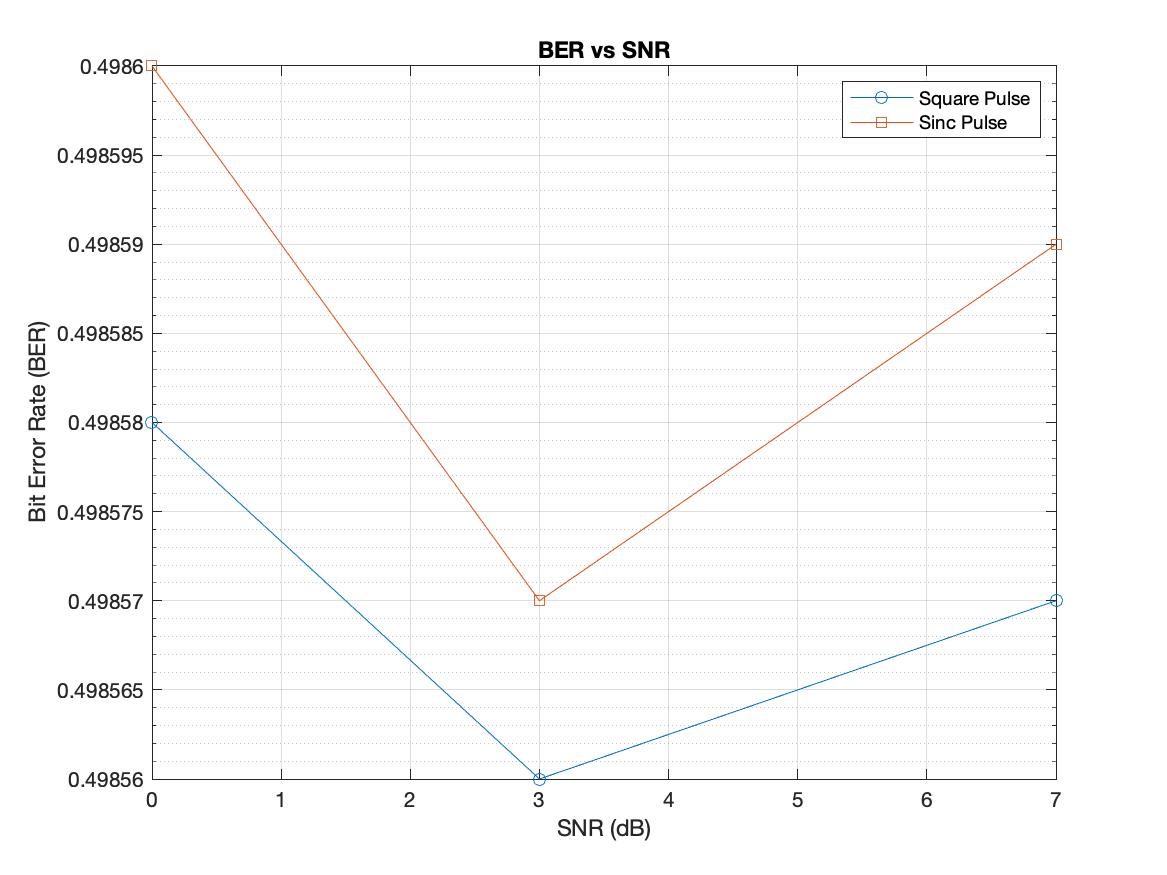 BER vs SNR
0.4986
0.498595
0.49859
0.498585
0.49858
0.498575
0.49857
0.498565
0.49856
Bit Error Rate (BER)
Square Pulse
Sinc Pulse
0 1 2 3 4 5 6 7
SNR (dB)